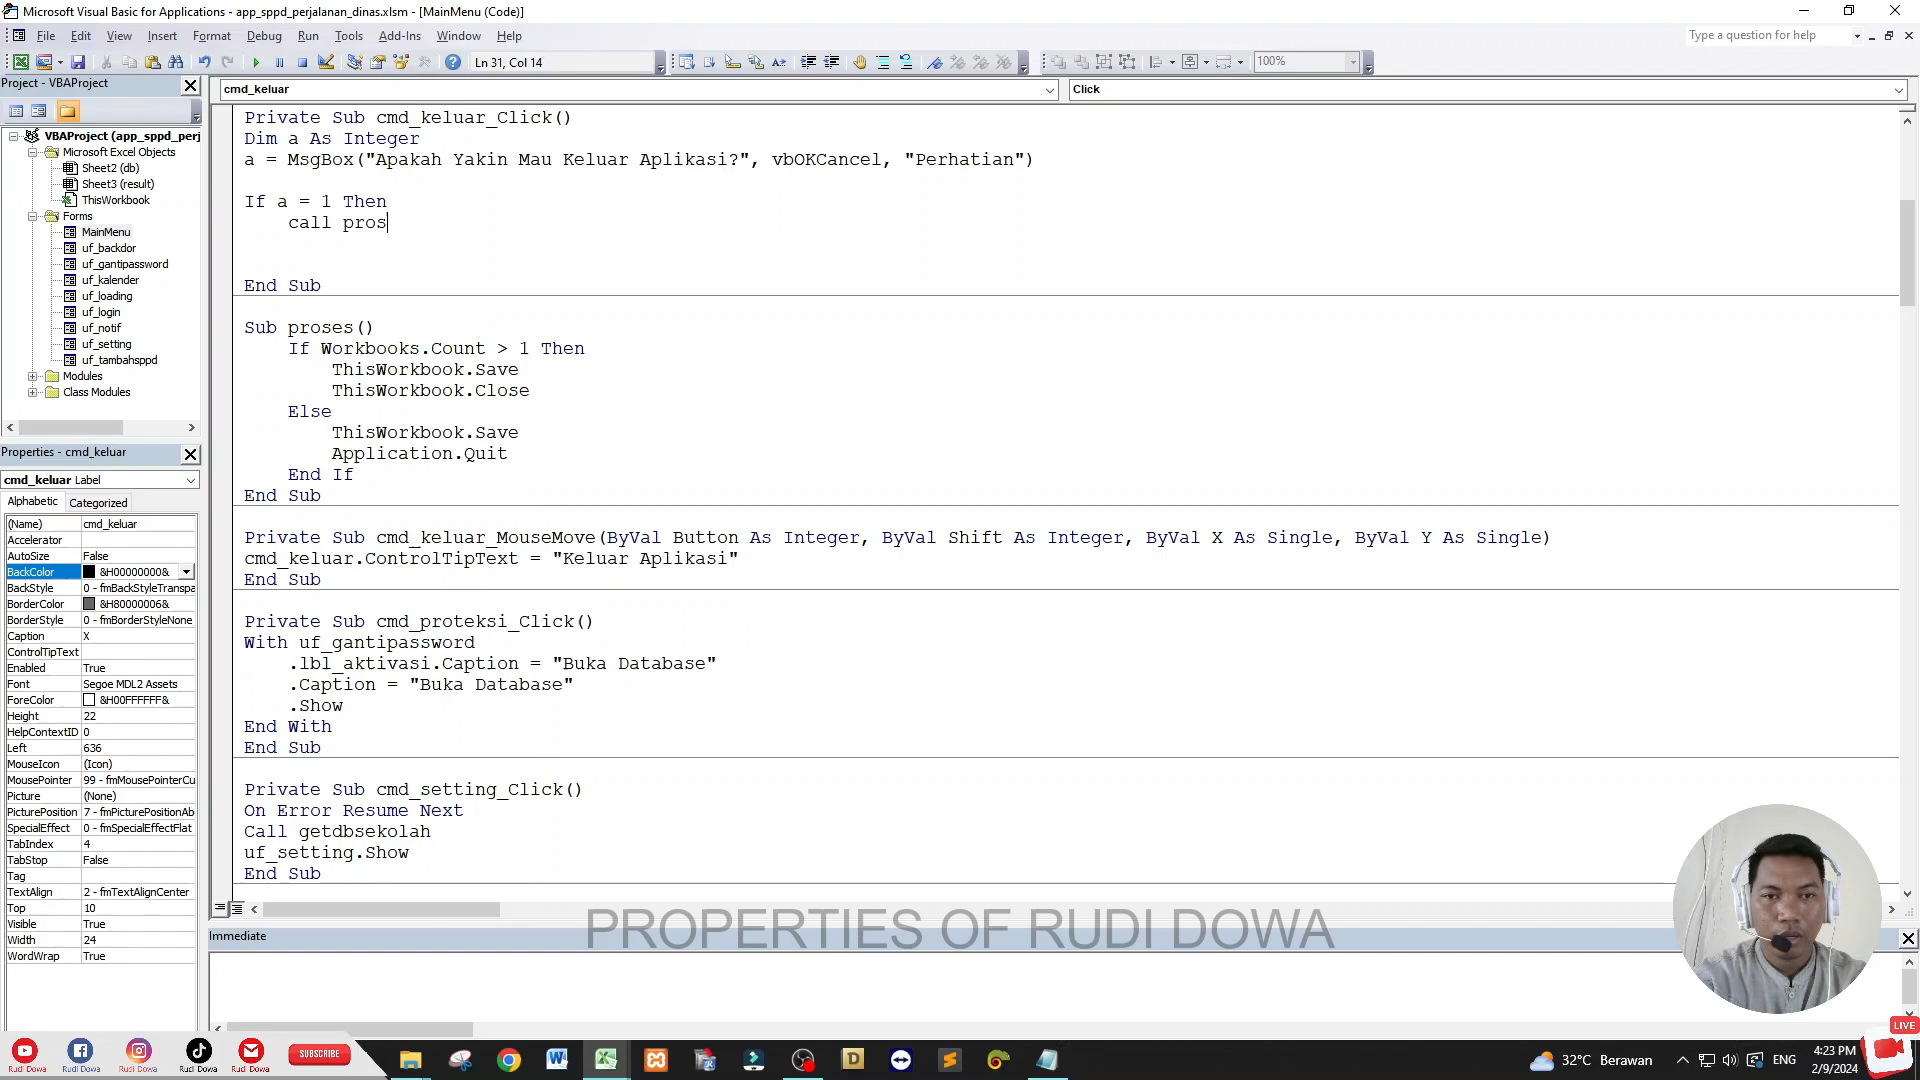 Microsoft Visual Basic for Applications - app_sppd_perjalanan_dinas.xlsm - [MainMenu (Code)]
File Edit View Insert Format Debug Run Tools Add-Ins Window Help
Type a question for help
Ln 31, Col 14
100%
Project - VBAProject
VBAProject (app_sppd_perj
Microsoft Excel Objects
Sheet2 (db)
Sheet3 (result)
ThisWorkbook
Forms
MainMenu
uf_backdor
uf_gantipassword
uf_kalender
uf_loading
uf_login
uf_notif
uf_setting
uf_tambahsppd
Modules
Class Modules
Properties - cmd_keluar
cmd_keluar Label
Alphabetic Categorized
(Name) cmd_keluar
Accelerator
AutoSize False
BackColor &H00000000&
BackStyle 0 - fmBackStyleTranspa
BorderColor &H80000006&
BorderStyle 0 - fmBorderStyleNone
Caption X
ControlTipText
Enabled True
Font Segoe MDL2 Assets
ForeColor &H00FFFFFF&
Height 22
HelpContextID 0
Left 636
MouseIcon (Icon)
MousePointer 99 - fmMousePointerCu
Picture (None)
PicturePosition 7 - fmPicturePositionAb
SpecialEffect 0 - fmSpecialEffectFlat
TabIndex 4
TabStop False
Tag
TextAlign 2 - fmTextAlignCenter
Top 10
Visible True
Width 24
WordWrap True
cmd_keluar
Click
Private Sub cmd_keluar_Click()
Dim a As Integer
a = MsgBox("Apakah Yakin Mau Keluar Aplikasi?", vbOKCancel, "Perhatian")
If a = 1 Then
call pros
End Sub
Sub proses()
If Workbooks.Count > 1 Then
ThisWorkbook.Save
ThisWorkbook.Close
Else
ThisWorkbook.Save
Application.Quit
End If
End Sub
Private Sub cmd_keluar_MouseMove(ByVal Button As Integer, ByVal Shift As Integer, ByVal X As Single, ByVal Y As Single)
cmd_keluar.ControlTipText = "Keluar Aplikasi"
End Sub
Private Sub cmd_proteksi_Click()
With uf_gantipassword
.lbl_aktivasi.Caption = "Buka Database"
.Caption = "Buka Database"
.Show
End With
End Sub
Private Sub cmd_setting_Click()
On Error Resume Next
Call getdbsekolah
uf_setting.Show
End Sub
PROPERTIES OF RUDI DOWA
Immediate
LIVE
Rudi Dowa
Rudi Dowa
Rudi Dowa
Rudi Dowa
Rudi Dowa
SUBSCRIBE
32°C Berawan
ENG
4:23 PM
2/9/2024